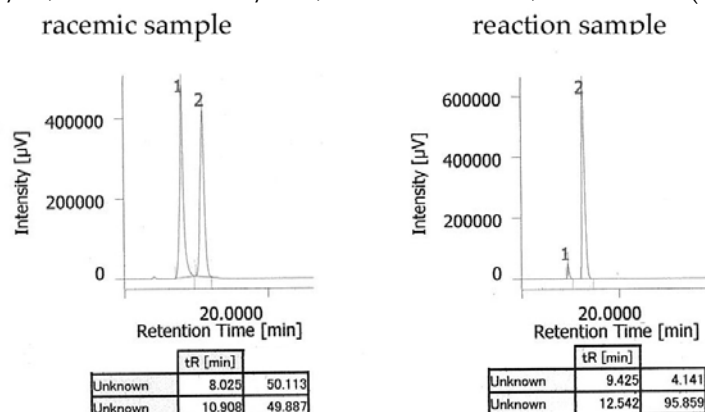 racemic sample
reaction sample
1
2
400000
200000
0
Intensity [µV]
20.0000
Retention Time [min]
tR [min]
Unknown 8.025 50.113
Unknown 10.908 49.887
2
1
600000
400000
200000
0
Intensity [µV]
20.0000
Retention Time [min]
tR [min]
Unknown 9.425 4.141
Unknown 12.542 95.859